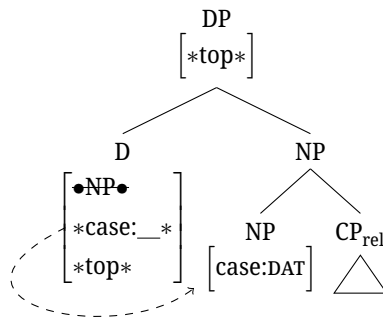 DP
[*top*]
D NP
●NP●
*case:__*
*top*
NP CPrel
[case:DAT]